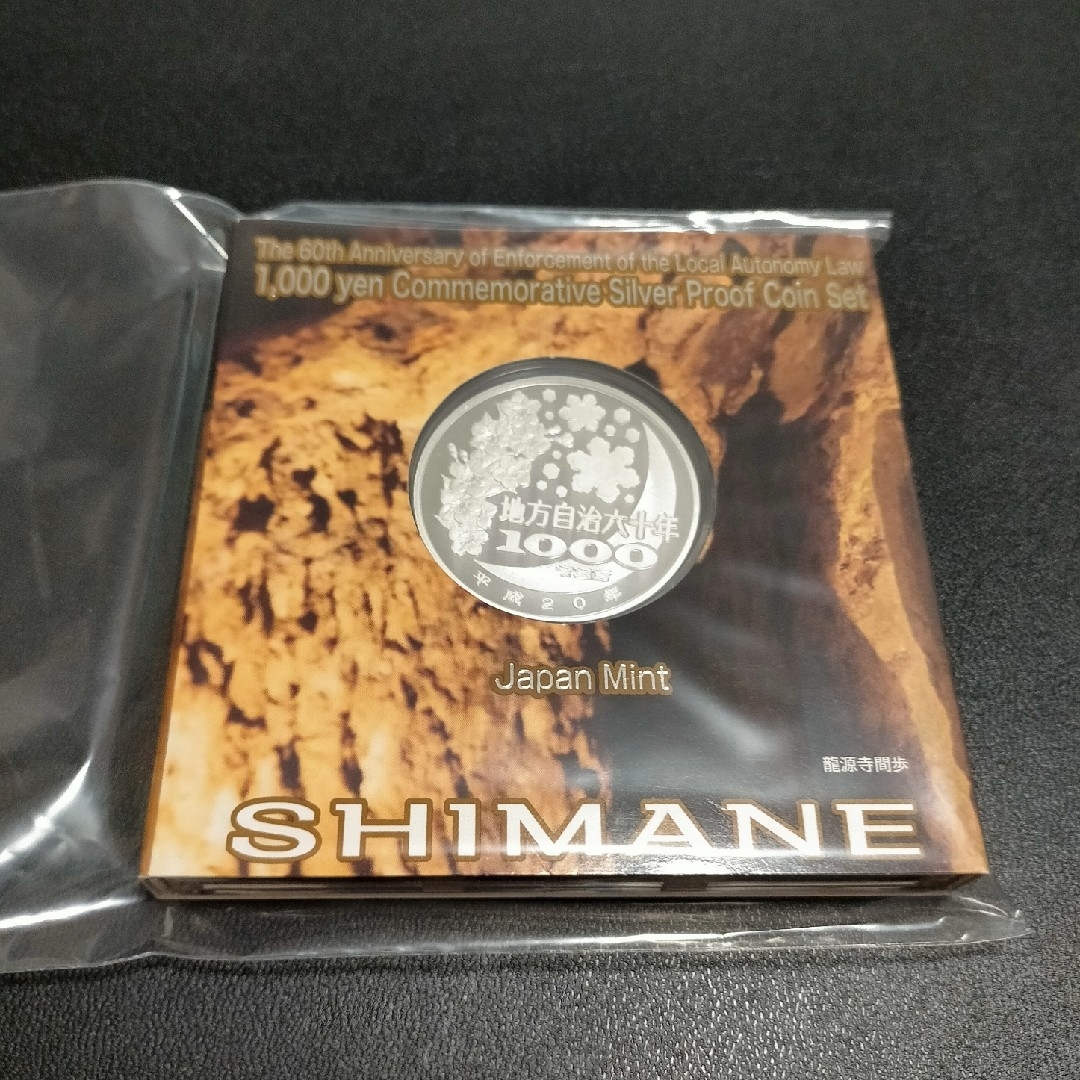 The 60th Anniversary of Enforcement of the Local Autonomy Law
1,000 yen Commemorative Silver Proof Coin Set
地方自治六十年
1000
平成20年
Japan Mint
龍源寺間歩
SHIMANE